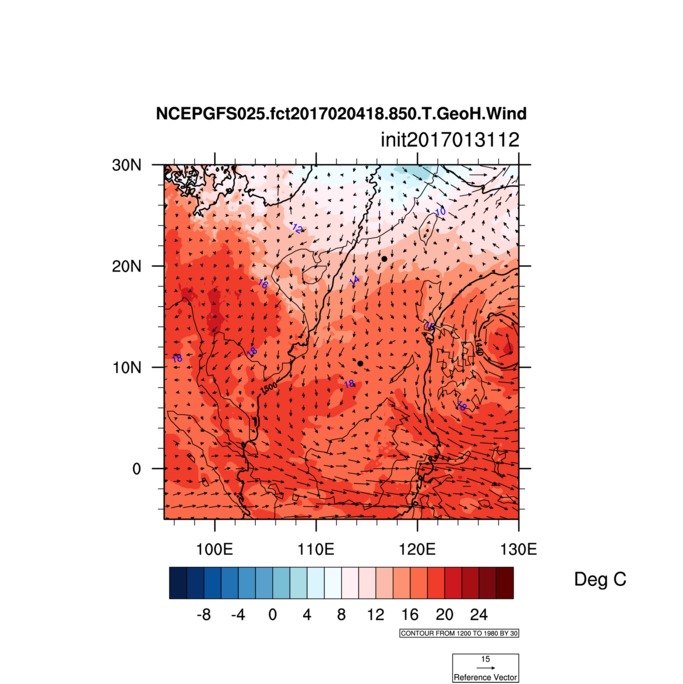 NCEPGFS025.fct2017020418.850.T.GeoH.Wind
init2017013112
30N
10
12
20N
16
14
18
18
10N
1500
18
0
100E
110E
120E
130E
Deg C
-8 -4 0 4 8 12 16 20 24
CONTOUR FROM 1200 TO 1980 BY 30
15
Reference Vector